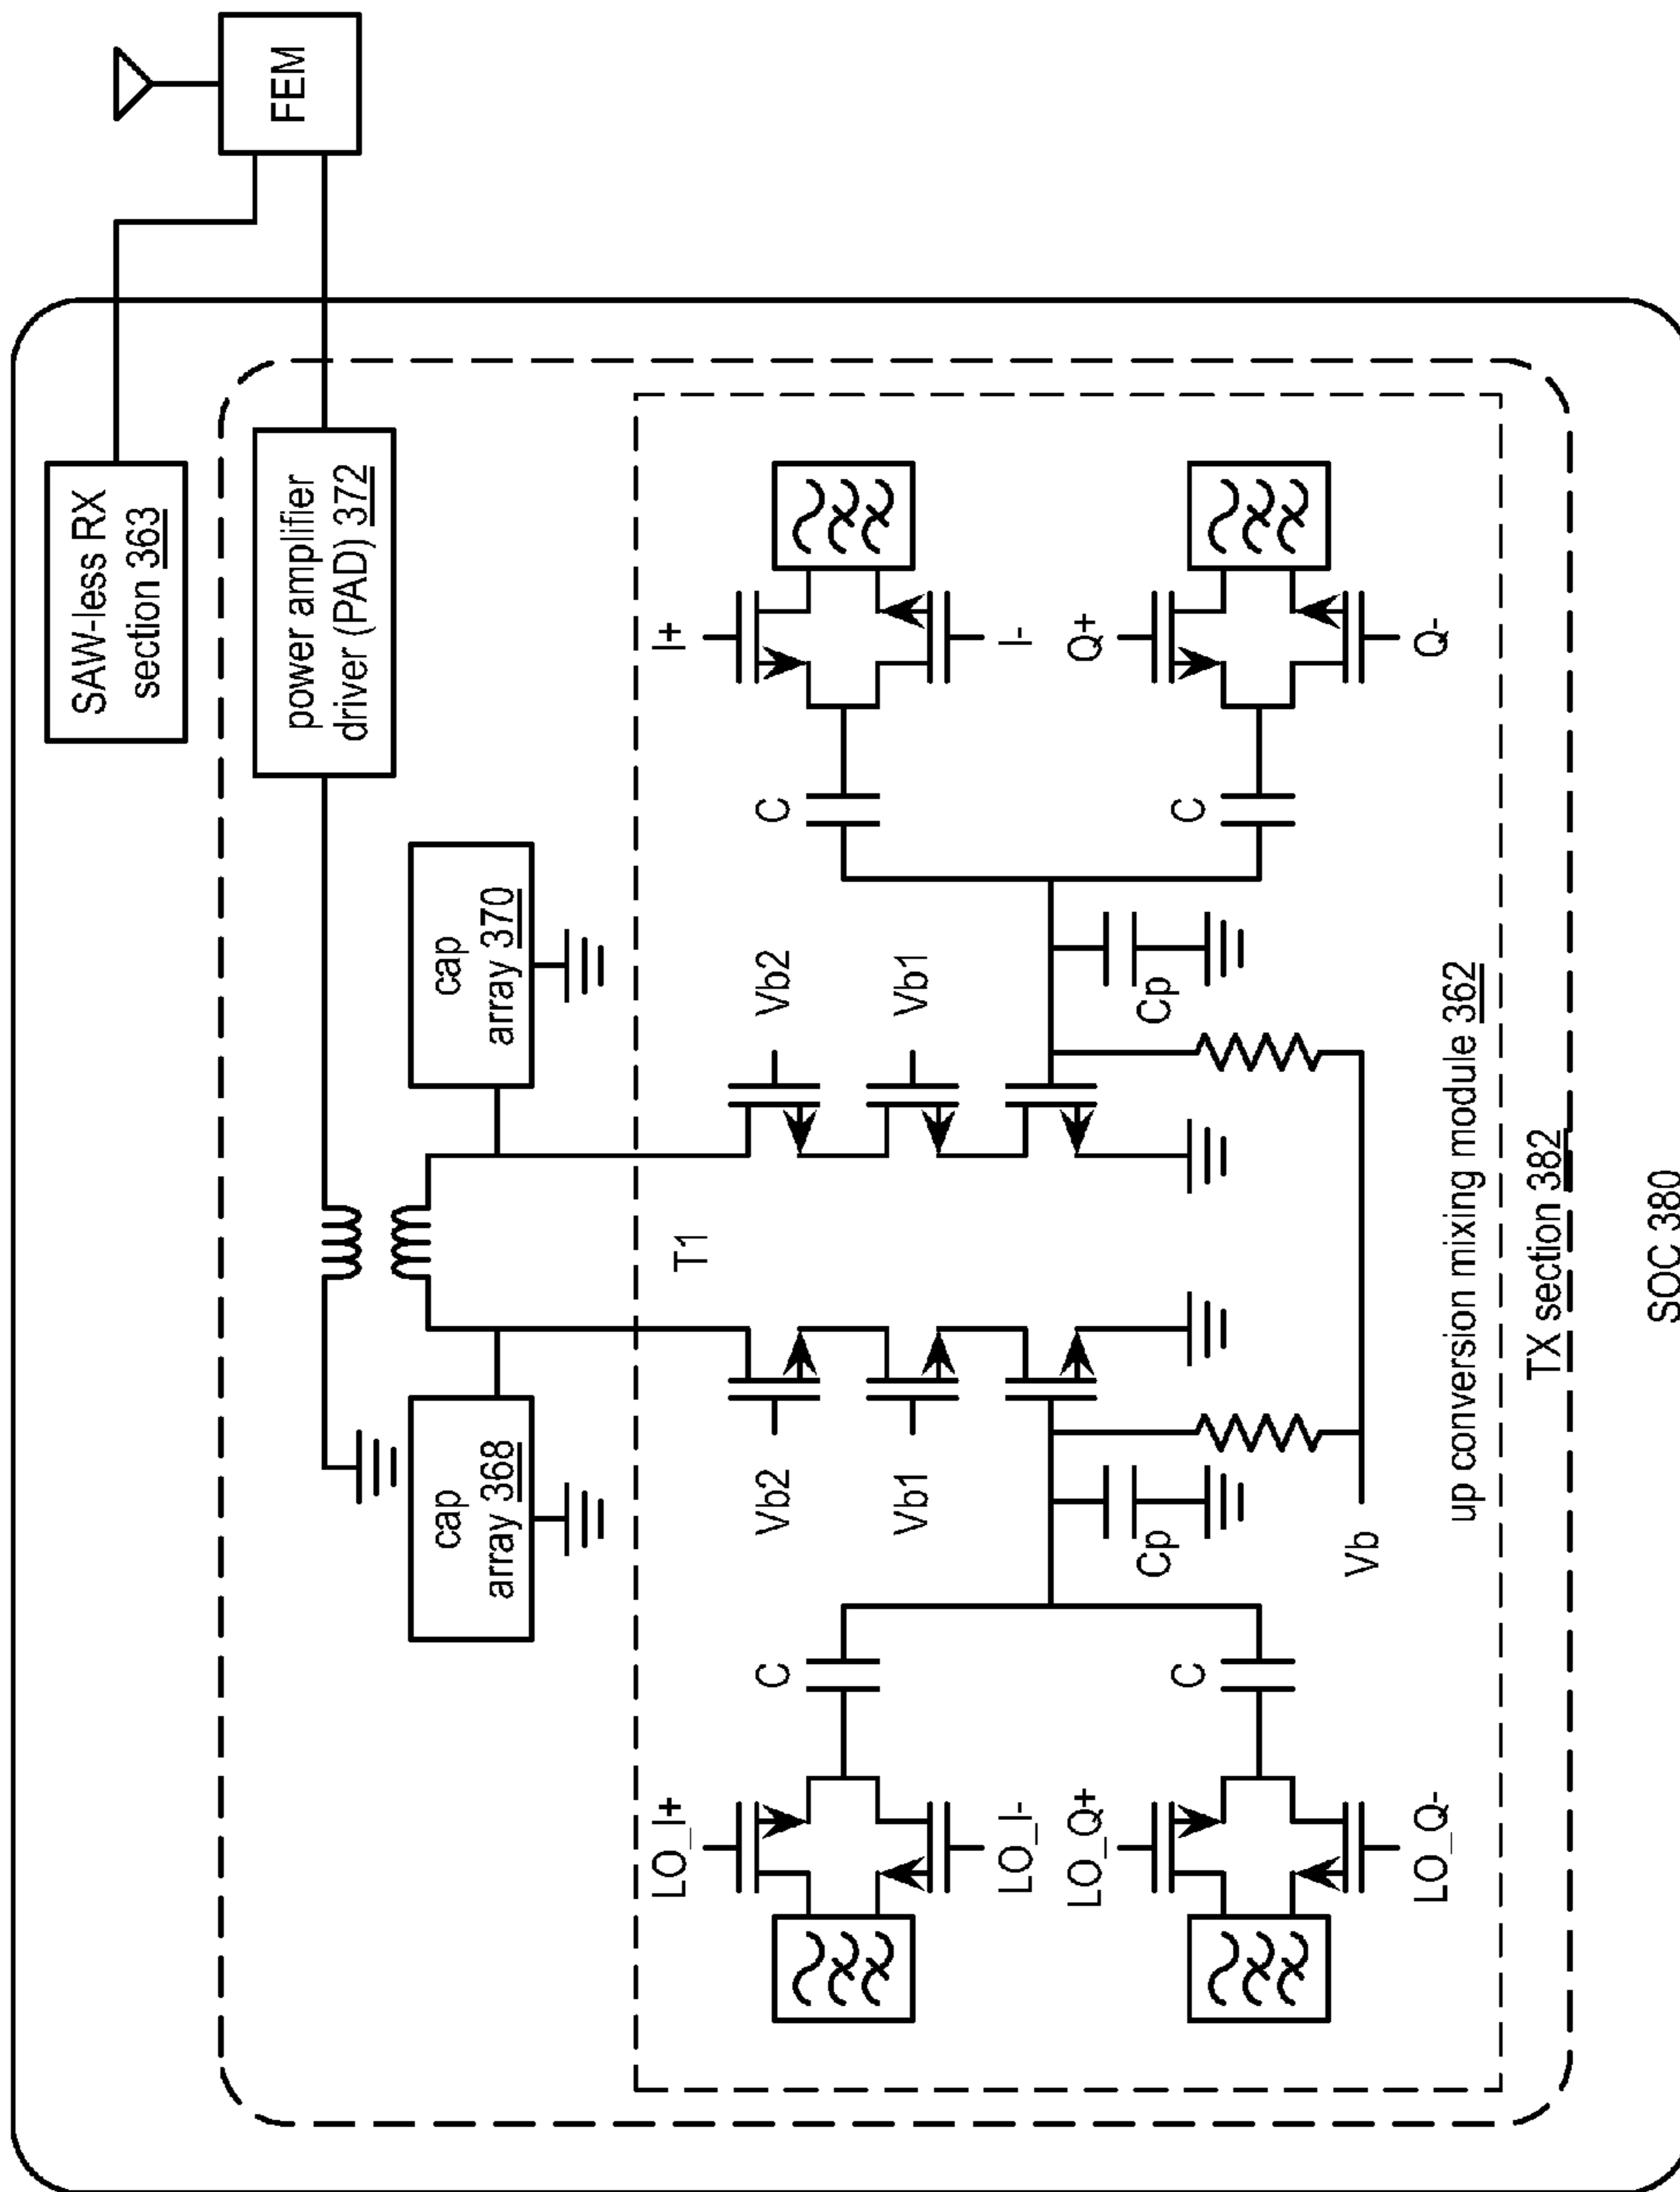 FEM
SAW-less RX
section 363
power amplifier
driver (PAD) 372
cap
array 370
cap
array 368
T1
Vb2
Vb1
Vb2
Vb1
I+
I-
Q+
Q-
C
C
Cp
Cp
C
C
LO_I+
LO_I-
LO_Q+
LO_Q-
Vb
up conversion mixing module 362
TX section 382
SOC 380